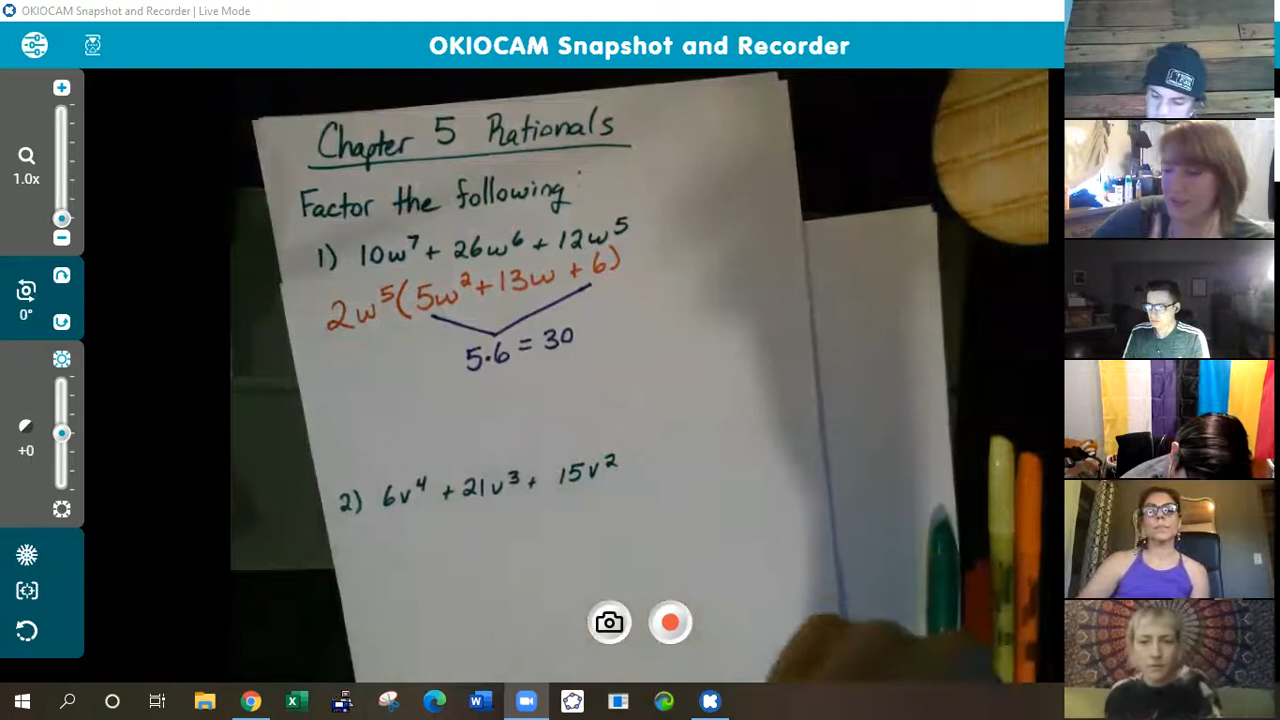 OKIOCAM Snapshot and Recorder | Live Mode
OKIOCAM Snapshot and Recorder
1.0x
0°
+0
Chapter 5 Rationals
Factor the following
1) 10w⁷ + 26w⁶ + 12w⁵
2w⁵(5w² + 13w + 6)
5·6 = 30
2) 6v⁴ + 21v³ + 15v²